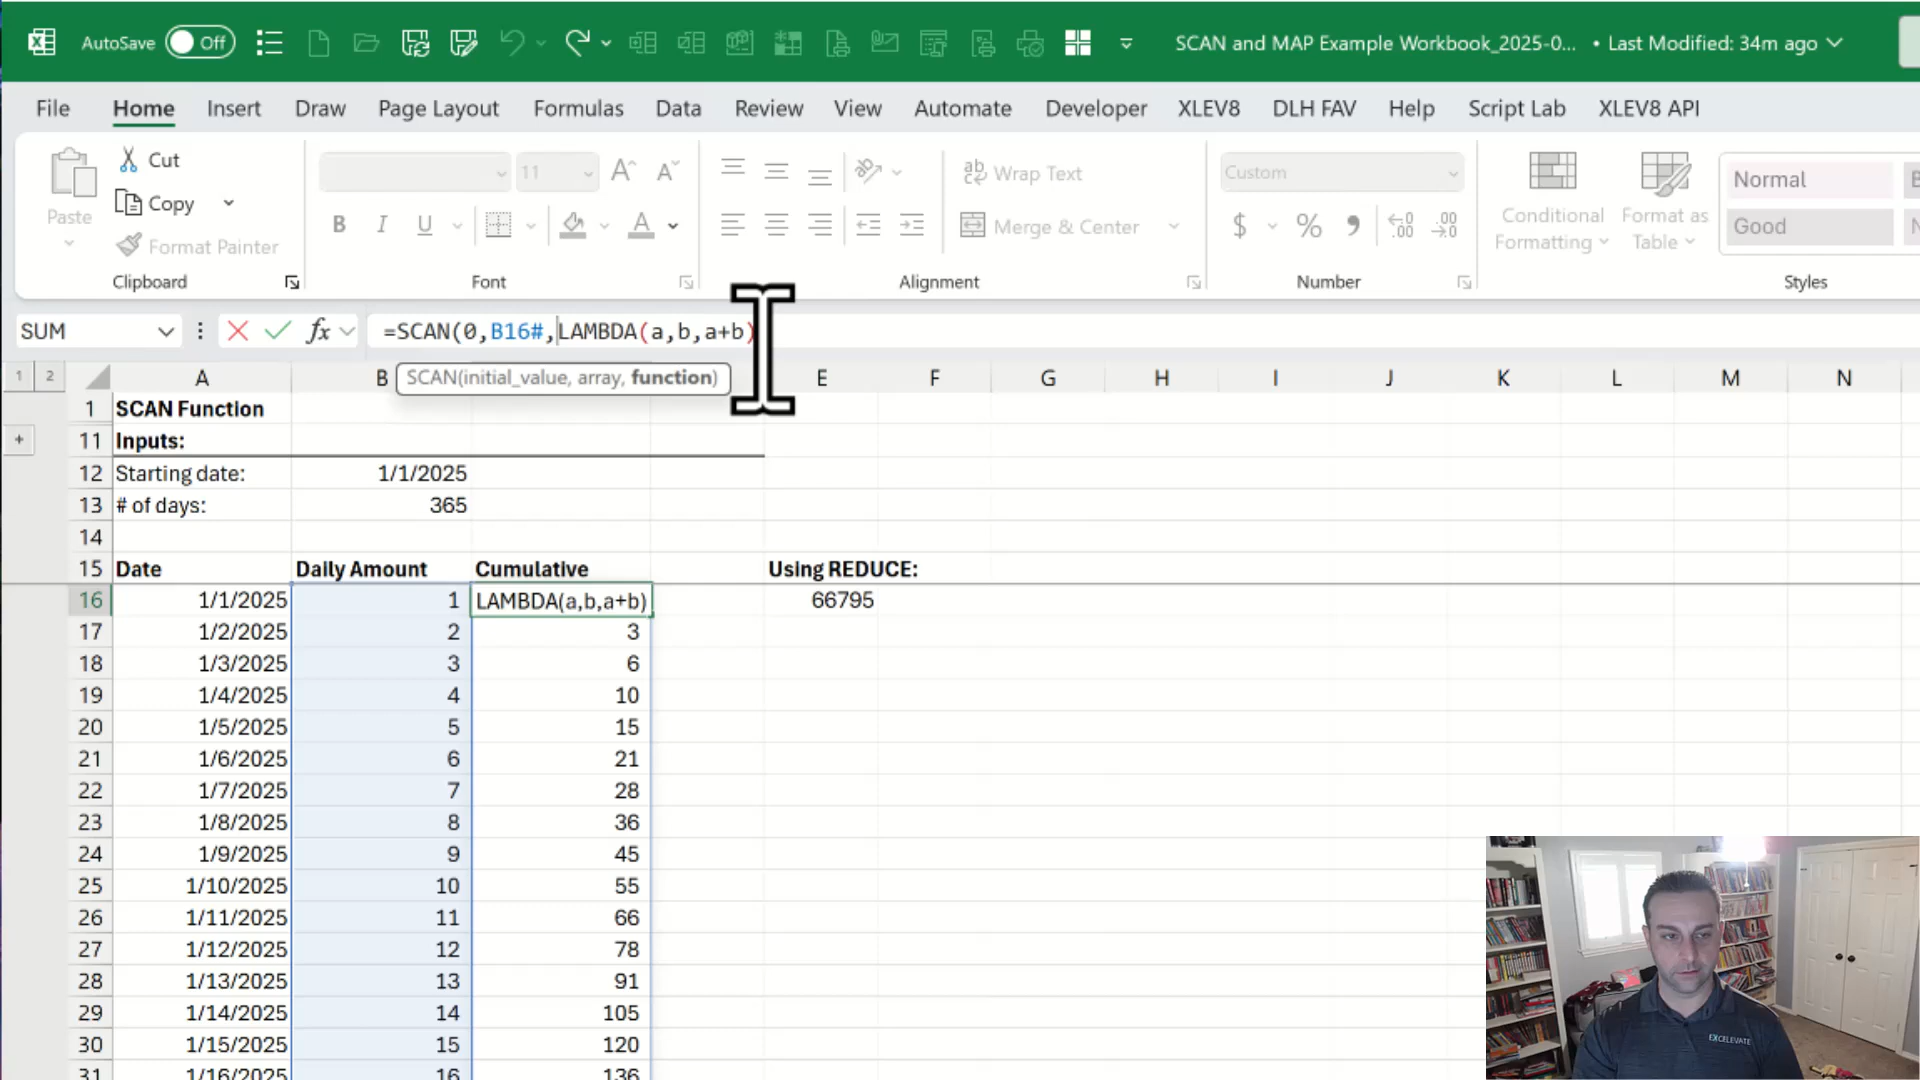 AutoSave Off SCAN and MAP Example Workbook_2025-0... • Last Modified: 34m ago
File Home Insert Draw Page Layout Formulas Data Review View Automate Developer XLEV8 DLH FAV Help Script Lab XLEV8 API
Paste Cut Copy Format Painter
11
B I U A
Wrap Text
Merge & Center
Custom
$ % 9
Conditional Formatting
Format as Table
Normal
Good
Clipboard Font Alignment Number Styles
SUM fx =SCAN(0,B16#,LAMBDA(a,b,a+b)
SCAN(initial_value, array, function)
1 2 A B E F G H I J K L M N
1 SCAN Function
11 Inputs:
12 Starting date: 1/1/2025
13 # of days: 365
14
15 Date Daily Amount Cumulative Using REDUCE:
16 1/1/2025 1 LAMBDA(a,b,a+b) 66795
17 1/2/2025 2 3
18 1/3/2025 3 6
19 1/4/2025 4 10
20 1/5/2025 5 15
21 1/6/2025 6 21
22 1/7/2025 7 28
23 1/8/2025 8 36
24 1/9/2025 9 45
25 1/10/2025 10 55
26 1/11/2025 11 66
27 1/12/2025 12 78
28 1/13/2025 13 91
29 1/14/2025 14 105
30 1/15/2025 15 120
31 1/16/2025 16 136
EXCELEVATE